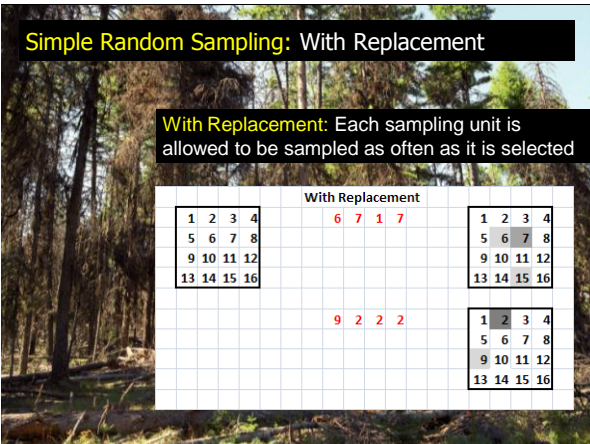 Simple Random Sampling: With Replacement
With Replacement: Each sampling unit is
allowed to be sampled as often as it is selected
With Replacement
1 2 3 4 6 7 1 7 1 2 3 4
5 6 7 8 5 6 7 8
9 10 11 12 9 10 11 12
13 14 15 16 13 14 15 16
9 2 2 2 1 2 3 4
5 6 7 8
9 10 11 12
13 14 15 16